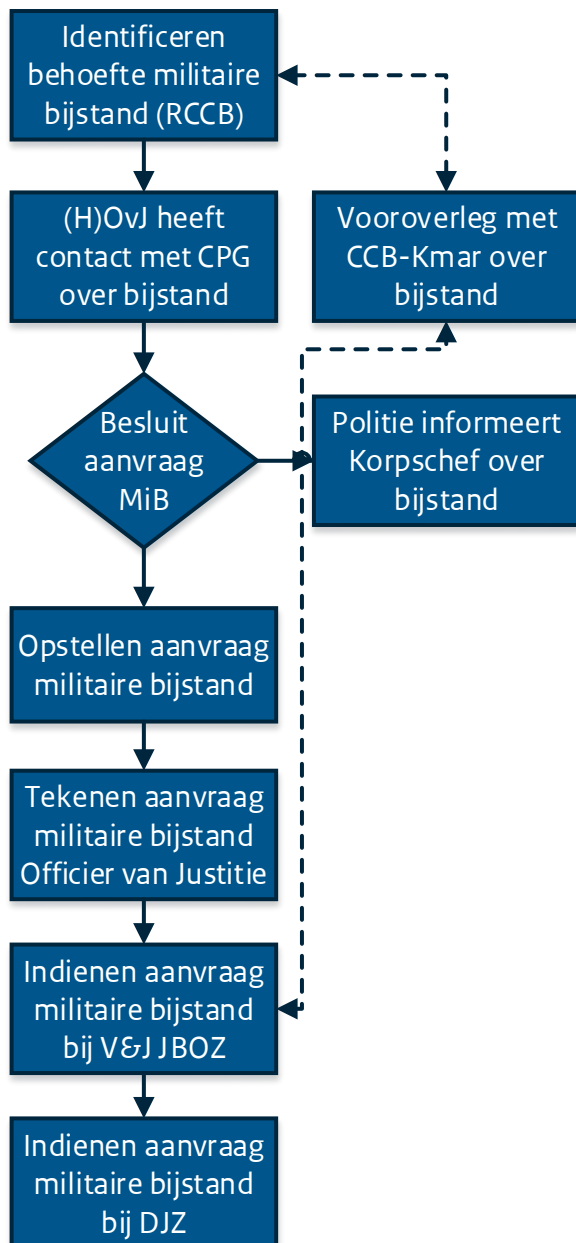 Identificeren
behoefte militaire
bijstand (RCCB)
(H)OvJ heeft
contact met CPG
over bijstand
Vooroverleg met
CCB-Kmar over
bijstand
Besluit
aanvraag
MiB
Politie informeert
Korpschef over
bijstand
Opstellen aanvraag
militaire bijstand
Tekenen aanvraag
militaire bijstand
Officier van Justitie
Indienen aanvraag
militaire bijstand
bij V&J JBOZ
Indienen aanvraag
militaire bijstand
bij DJZ